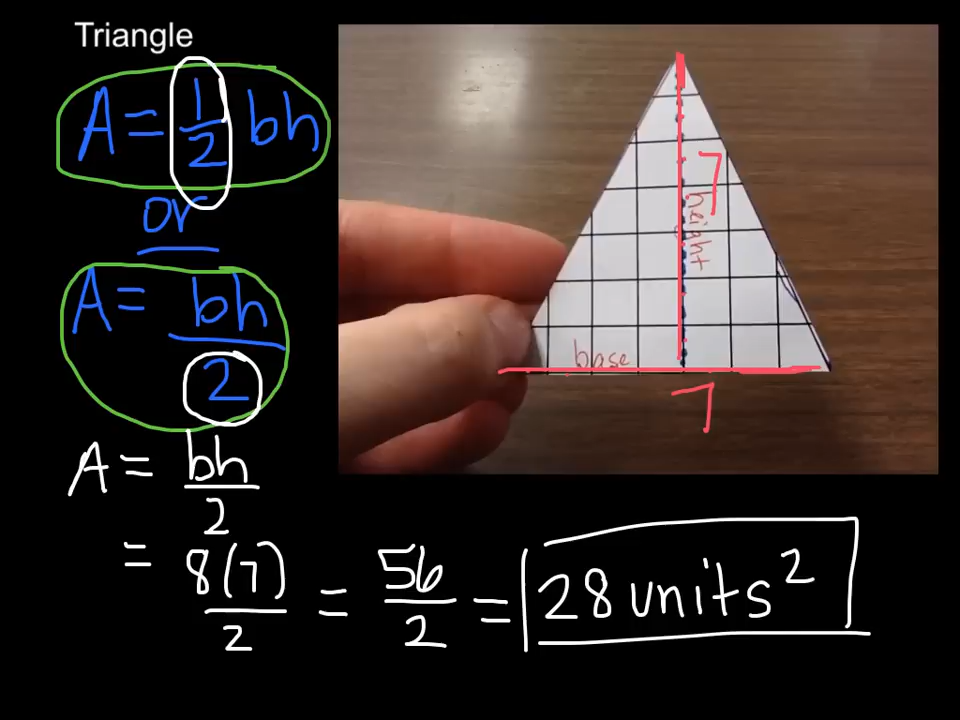 Triangle
A = 1/2 bh
or
A = bh/2
7
height
base
7
A = bh/2
= 8(7)/2 = 56/2 = 28 units²